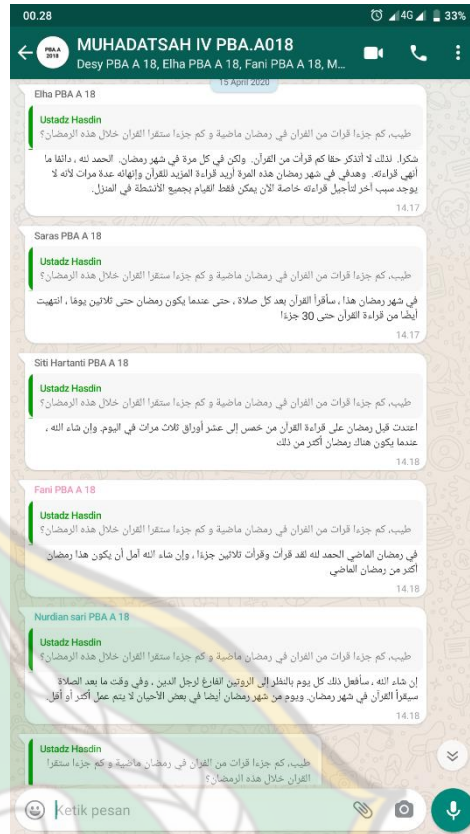 00.28
4G 33%
PBA A
2018
MUHADATSAH IV PBA.A018
Desy PBA A 18, Elha PBA A 18, Fani PBA A 18, M...
15 April 2020
Elha PBA A 18
Ustadz Hasdin
طيب، كم جزءا قرات من القران في رمضان ماضية و كم جزءا ستقرا القران خلال هذه الرمضان؟
شكرا. لذلك لا أتذكر حقا كم قرأت من القرآن. ولكن في كل مرة في شهر رمضان. الحمد لله ، دائما ما
أنهي قراءته. وهدفي في شهر رمضان هذه المرة أريد قراءة المزيد للقرآن وإنهائه عدة مرات لأنه لا
يوجد سبب آخر لتأجيل قراءته خاصة الآن يمكن فقط القيام بجميع الأنشطة في المنزل.
14.17
Saras PBA A 18
Ustadz Hasdin
طيب، كم جزءا قرات من القران في رمضان ماضية و كم جزءا ستقرا القران خلال هذه الرمضان؟
في شهر رمضان هذا ، سأقرأ القرآن بعد كل صلاة ، حتى عندما يكون رمضان حتى ثلاثين يومًا ، انتهيت
أيضًا من قراءة القرآن حتى 30 جزءًا
14.17
Siti Hartanti PBA A 18
Ustadz Hasdin
طيب، كم جزءا قرات من القران في رمضان ماضية و كم جزءا ستقرا القران خلال هذه الرمضان؟
اعتدت قبل رمضان على قراءة القرآن من خمس إلى عشر أوراق ثلاث مرات في اليوم. وإن شاء الله ،
عندما يكون هناك رمضان أكثر من ذلك
14.18
Fani PBA A 18
Ustadz Hasdin
طيب، كم جزءا قرات من القران في رمضان ماضية و كم جزءا ستقرا القران خلال هذه الرمضان؟
في رمضان الماضي الحمد لله لقد قرأت وقرأت ثلاثين جزءًا ، وإن شاء الله آمل أن يكون هذا رمضان
أكثر من رمضان الماضي
14.18
Nurdian sari PBA A 18
Ustadz Hasdin
طيب، كم جزءا قرات من القران في رمضان ماضية و كم جزءا ستقرا القران خلال هذه الرمضان؟
إن شاء الله ، سأفعل ذلك كل يوم بالنظر إلى الروتين الفارغ لرجل الدين ، وفي وقت ما بعد الصلاة
سيقرأ القرآن في شهر رمضان. ويوم من شهر رمضان أيضا في بعض الأحيان لا يتم عمل أكثر أو أقل.
14.18
Ustadz Hasdin
طيب، كم جزءا قرات من القران في رمضان ماضية و كم جزءا ستقرا
القران خلال هذه الرمضان؟
Ketik pesan